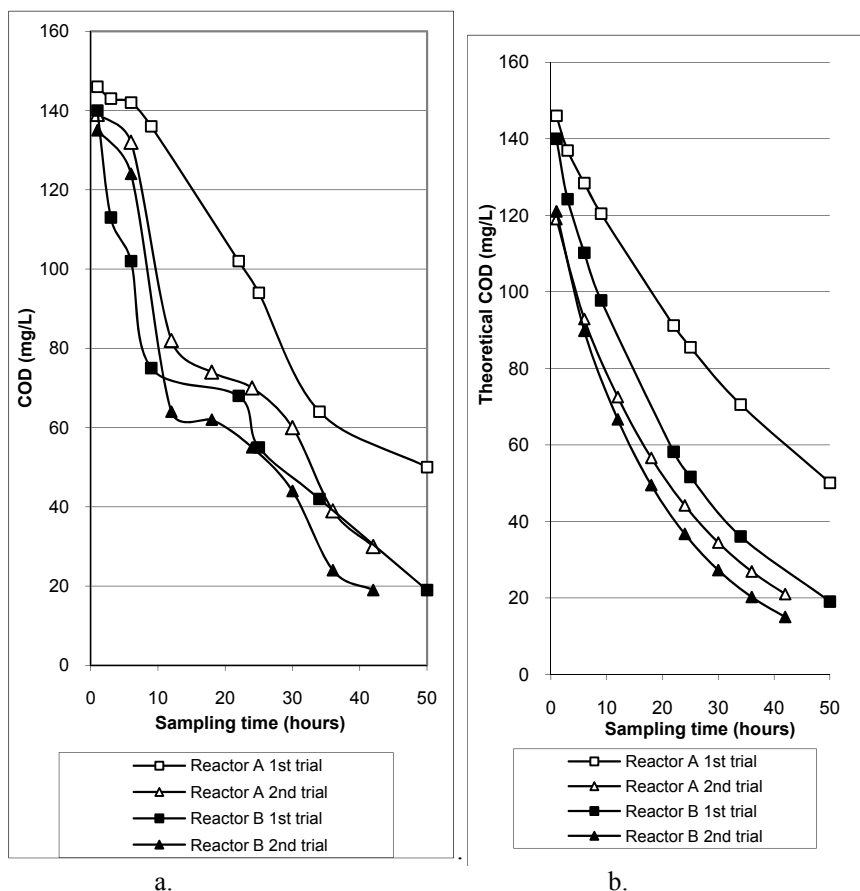 160
140
120
100
80
60
40
20
0
COD (mg/L)
0 10 20 30 40 50
Sampling time (hours)
Reactor A 1st trial
Reactor A 2nd trial
Reactor B 1st trial
Reactor B 2nd trial
a.
.
160
140
120
100
80
60
40
20
0
Theoretical COD (mg/L)
0 10 20 30 40 50
Sampling time (hours)
Reactor A 1st trial
Reactor A 2nd trial
Reactor B 1st trial
Reactor B 2nd trial
b.